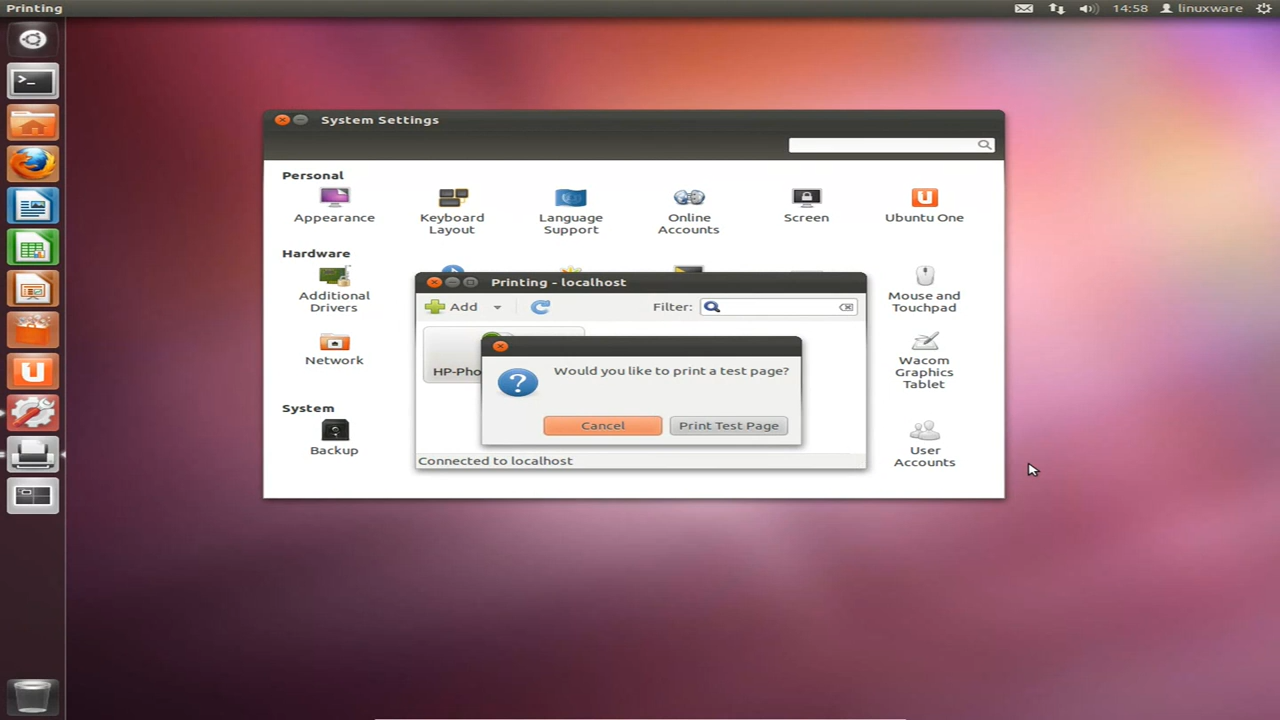 Printing
14:58
linuxware
System Settings
Personal
Appearance
Keyboard
Layout
Language
Support
Online
Accounts
Screen
Ubuntu One
Hardware
Additional
Drivers
Mouse and
Touchpad
Network
Wacom
Graphics
Tablet
System
Backup
User
Accounts
Printing - localhost
Add
Filter:
HP-Pho
Would you like to print a test page?
Cancel
Print Test Page
Connected to localhost